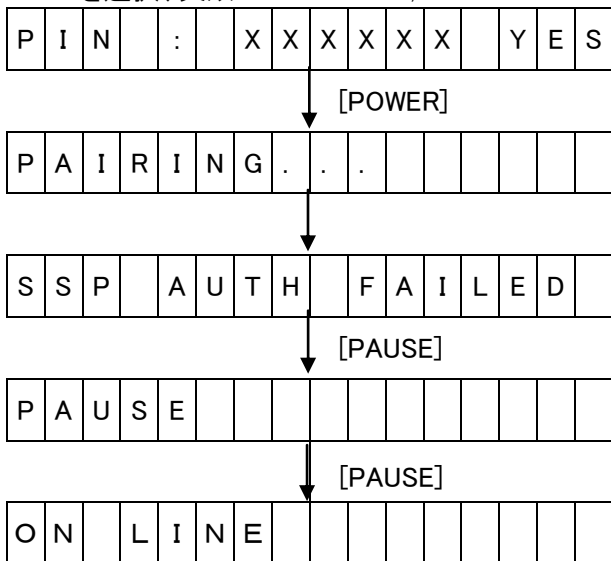 PIN : XXXXXX YES
[POWER]
PAIRING...
SSP AUTH FAILED
[PAUSE]
PAUSE
[PAUSE]
ON LINE